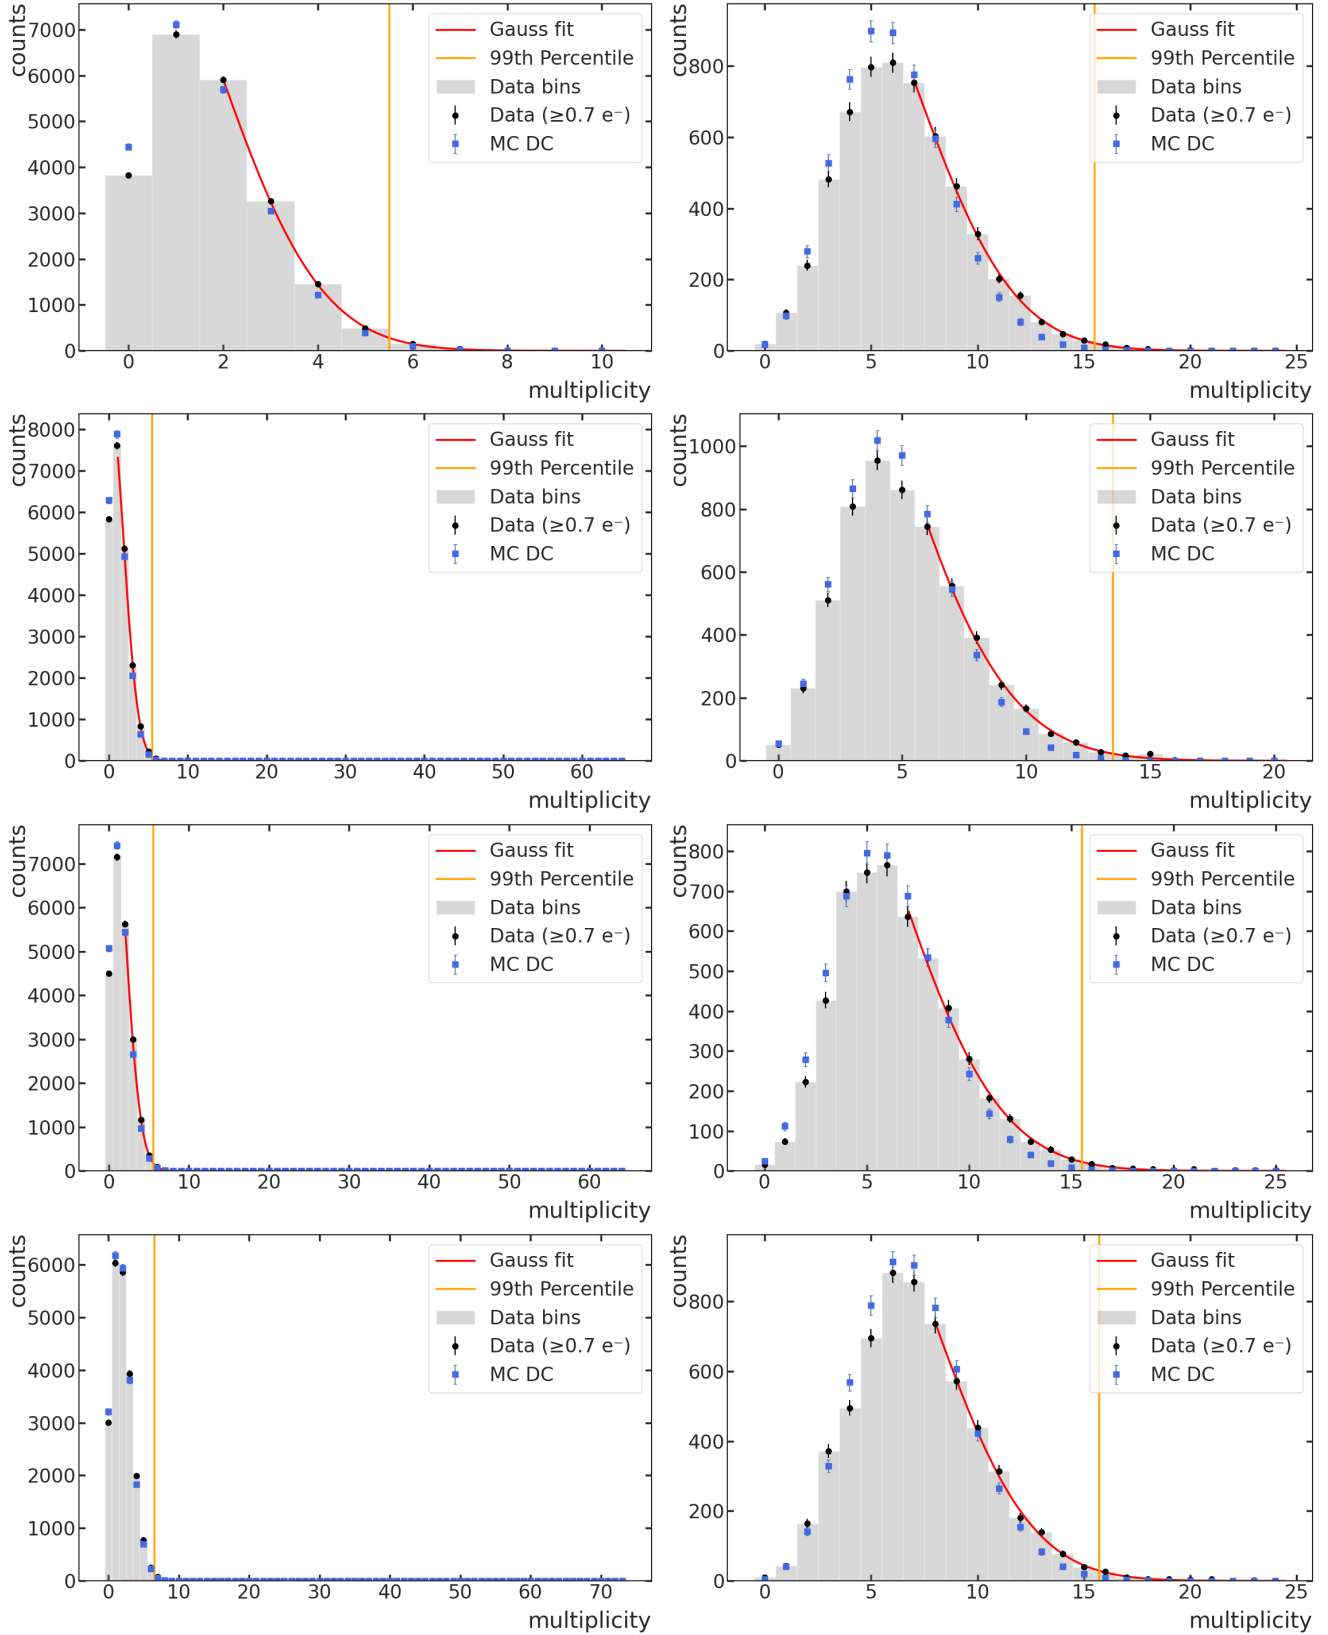 counts
7000
6000
5000
4000
3000
2000
1000
0
0 2 4 6 8 10
multiplicity
Gauss fit
99th Percentile
Data bins
Data (≥0.7 e⁻)
MC DC
counts
800
600
400
200
0
0 5 10 15 20 25
multiplicity
Gauss fit
99th Percentile
Data bins
Data (≥0.7 e⁻)
MC DC
counts
8000
7000
6000
5000
4000
3000
2000
1000
0
0 10 20 30 40 50 60
multiplicity
Gauss fit
99th Percentile
Data bins
Data (≥0.7 e⁻)
MC DC
counts
1000
800
600
400
200
0
0 5 10 15 20
multiplicity
Gauss fit
99th Percentile
Data bins
Data (≥0.7 e⁻)
MC DC
counts
7000
6000
5000
4000
3000
2000
1000
0
0 10 20 30 40 50 60
multiplicity
Gauss fit
99th Percentile
Data bins
Data (≥0.7 e⁻)
MC DC
counts
800
700
600
500
400
300
200
100
0
0 5 10 15 20 25
multiplicity
Gauss fit
99th Percentile
Data bins
Data (≥0.7 e⁻)
MC DC
counts
6000
5000
4000
3000
2000
1000
0
0 10 20 30 40 50 60 70
multiplicity
Gauss fit
99th Percentile
Data bins
Data (≥0.7 e⁻)
MC DC
counts
800
600
400
200
0
0 5 10 15 20 25
multiplicity
Gauss fit
99th Percentile
Data bins
Data (≥0.7 e⁻)
MC DC